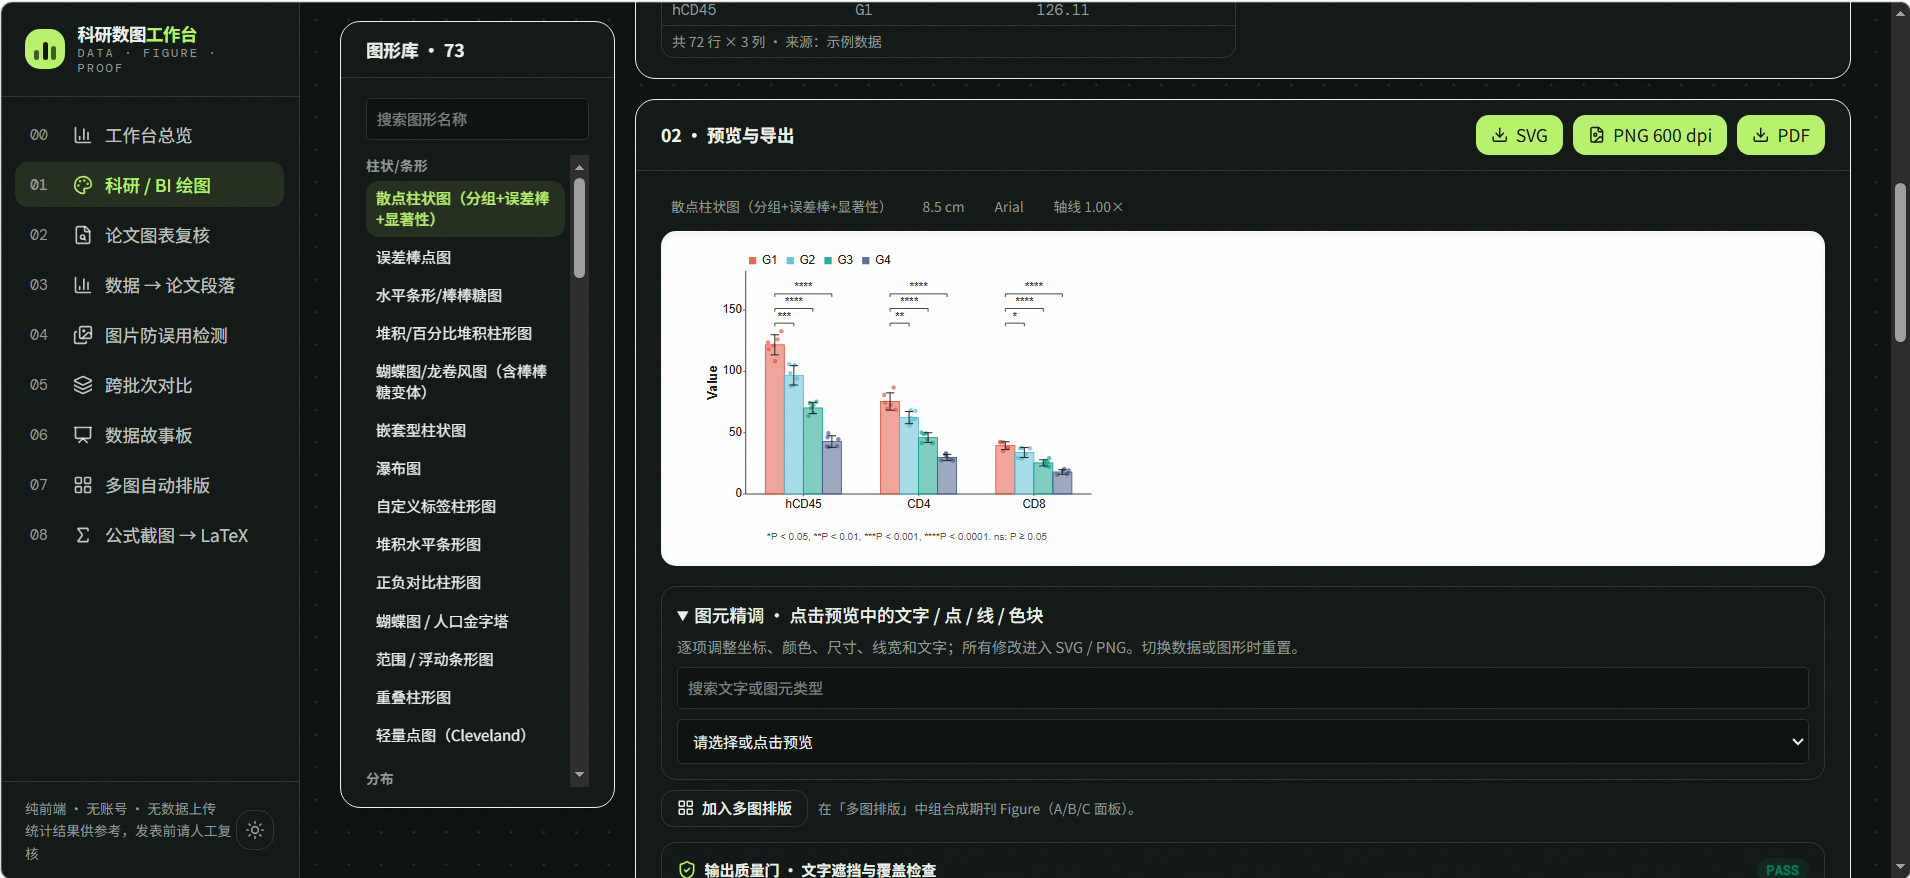 科研数图工作台
DATA · FIGURE ·
PROOF
00 工作台总览
01 科研 / BI 绘图
02 论文图表复核
03 数据 → 论文段落
04 图片防误用检测
05 跨批次对比
06 数据故事板
07 多图自动排版
08 公式截图 → LaTeX
纯前端 · 无账号 · 无数据上传
统计结果供参考，发表前请人工复
核
图形库 · 73
搜索图形名称
柱状/条形
散点柱状图（分组+误差棒
+显著性）
误差棒点图
水平条形/棒棒糖图
堆积/百分比堆积柱形图
蝴蝶图/龙卷风图（含棒棒
糖变体）
嵌套型柱状图
瀑布图
自定义标签柱形图
堆积水平条形图
正负对比柱形图
蝴蝶图 / 人口金字塔
范围 / 浮动条形图
重叠柱形图
轻量点图（Cleveland）
分布
hCD45 G1 126.11
共 72 行 × 3 列 · 来源：示例数据
02 · 预览与导出
SVG
PNG 600 dpi
PDF
散点柱状图（分组+误差棒+显著性） 8.5 cm Arial 轴线 1.00×
G1 G2 G3 G4
**** **** ****
**** **** ****
*** ** *
150
100
50
0
Value
hCD45 CD4 CD8
*P < 0.05, **P < 0.01, ***P < 0.001, ****P < 0.0001. ns: P ≥ 0.05
▼ 图元精调 · 点击预览中的文字 / 点 / 线 / 色块
逐项调整坐标、颜色、尺寸、线宽和文字；所有修改进入 SVG / PNG。切换数据或图形时重置。
搜索文字或图元类型
请选择或点击预览
加入多图排版
在「多图排版」中组合成期刊 Figure（A/B/C 面板）。
输出质量门 · 文字遮挡与覆盖检查
PASS